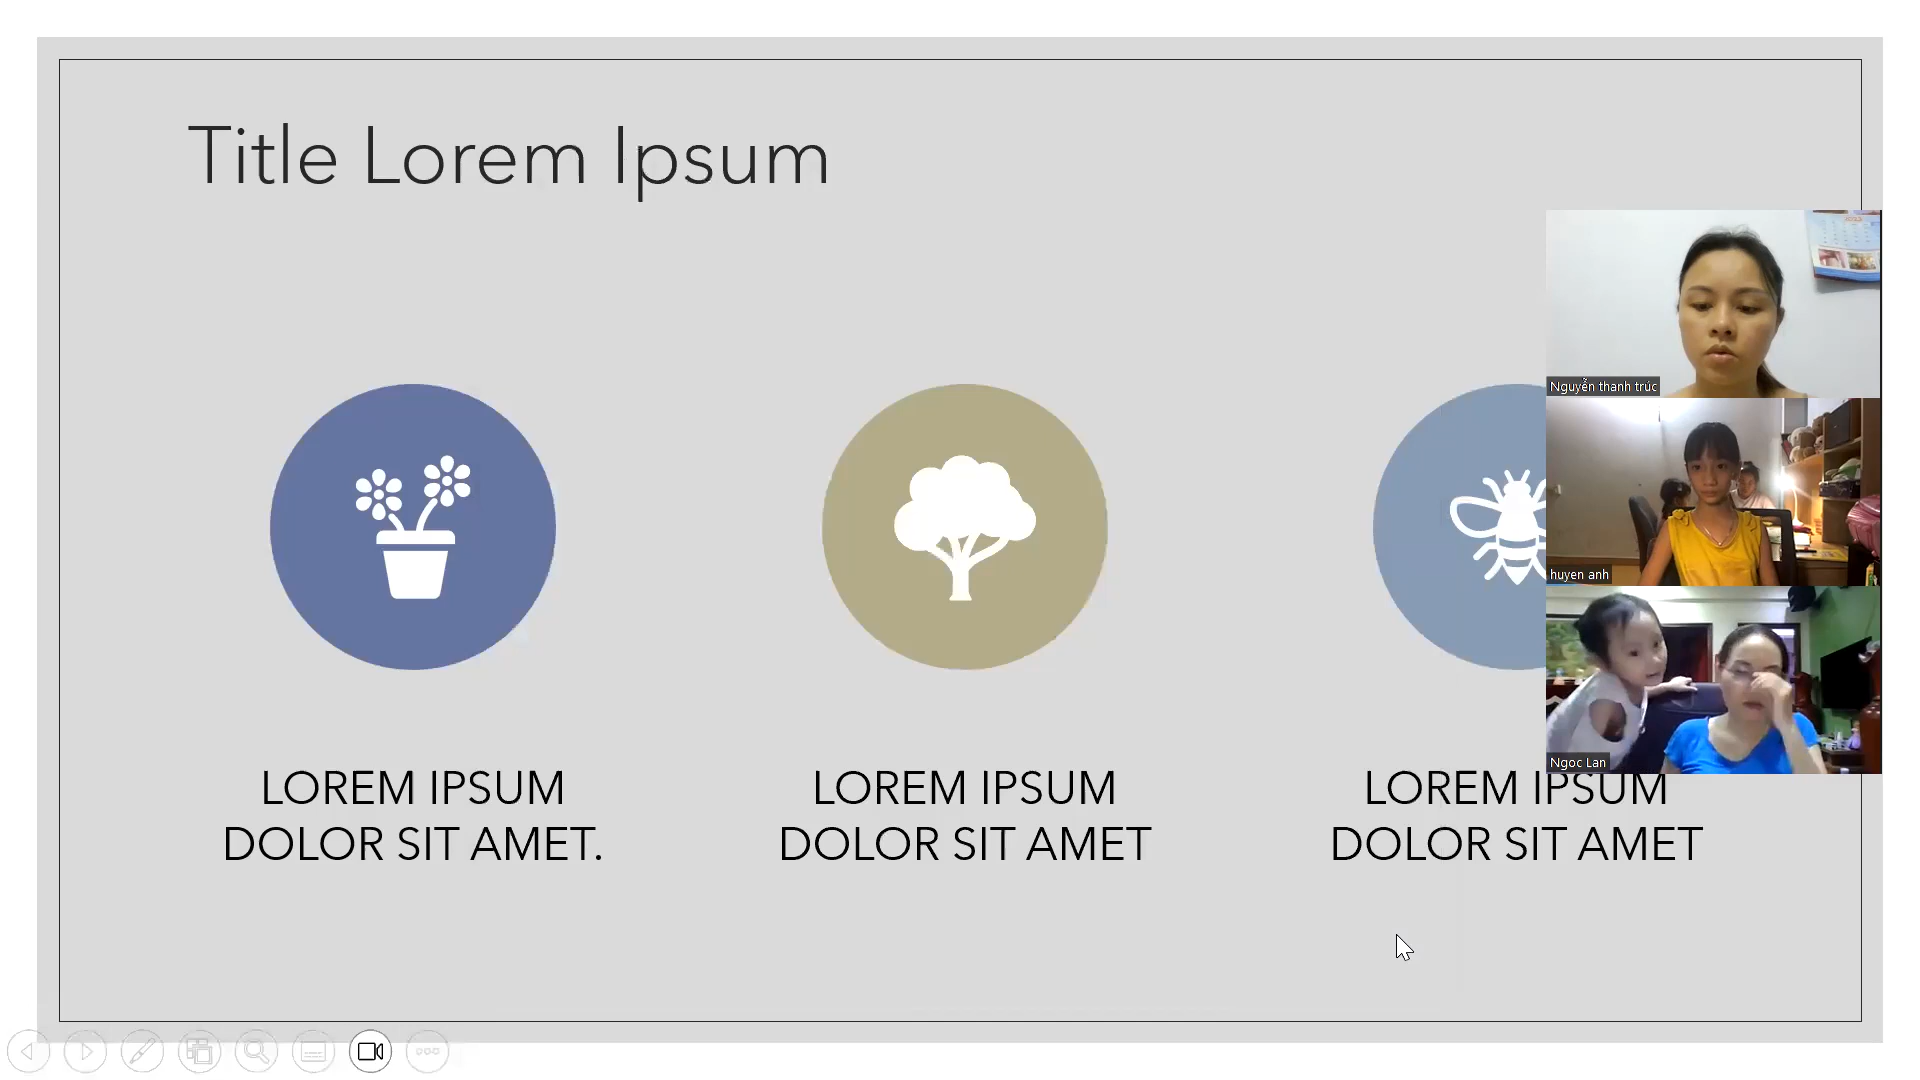 Title Lorem Ipsum
Nguyễn thanh trúc
huyen anh
Ngoc Lan
LOREM IPSUM
DOLOR SIT AMET.
LOREM IPSUM
DOLOR SIT AMET
LOREM IPSUM
DOLOR SIT AMET